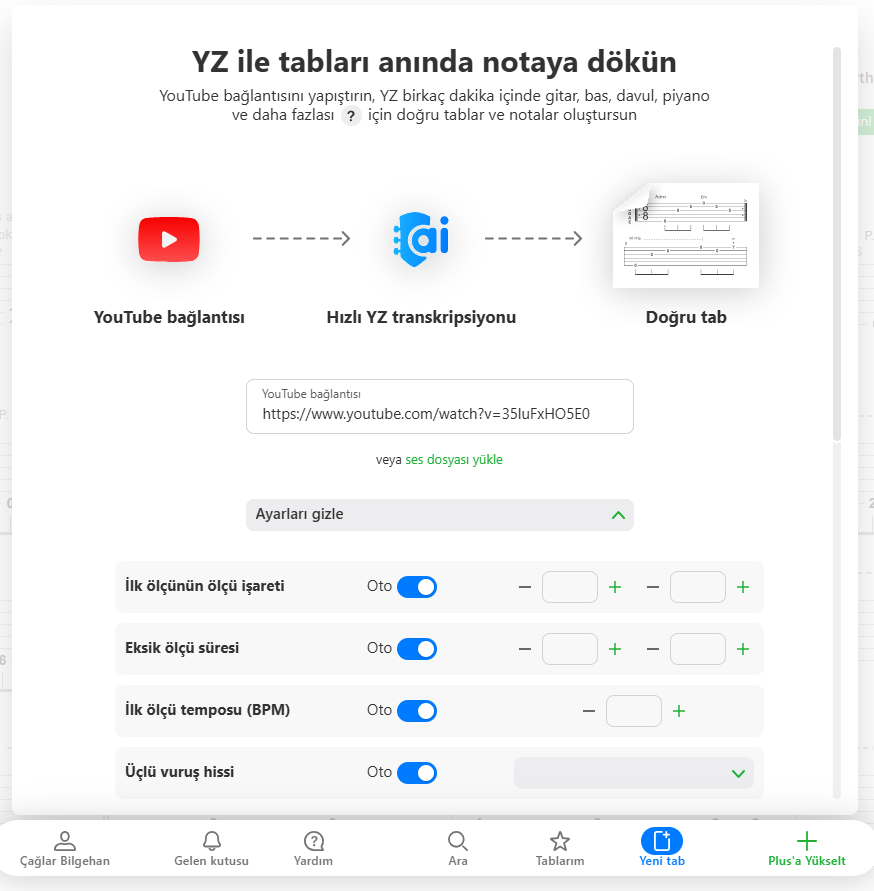 YZ ile tabları anında notaya dökün
YouTube bağlantısını yapıştırın, YZ birkaç dakika içinde gitar, bas, davul, piyano
ve daha fazlası ? için doğru tablar ve notalar oluştursun
ai
YouTube bağlantısı
Hızlı YZ transkripsiyonu
Doğru tab
YouTube bağlantısı
https://www.youtube.com/watch?v=35IuFxHO5E0
veya ses dosyası yükle
Ayarları gizle
İlk ölçünün ölçü işareti Oto
Eksik ölçü süresi Oto
İlk ölçü temposu (BPM) Oto
Üçlü vuruş hissi Oto
Çağlar Bilgehan
Gelen kutusu
Yardım
Ara
Tablarım
Yeni tab
Plus'a Yükselt